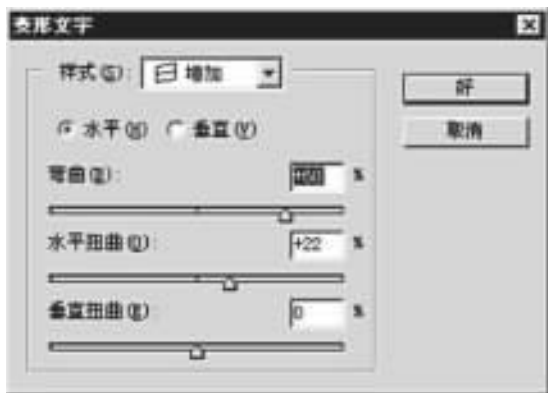 变形文字
样式(S): 增加
好
水平(H) 垂直(V)
取消
弯曲(B): +60 %
水平扭曲(O): +22 %
垂直扭曲(E): 0 %